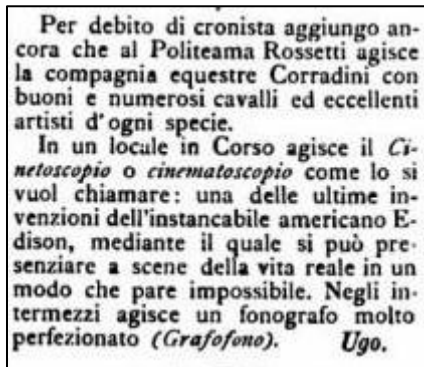 Per debito di cronista aggiungo an-
cora che al Politeama Rossetti agisce
la compagnia equestre Corradini con
buoni e numerosi cavalli ed eccellenti
artisti d'ogni specie.
In un locale in Corso agisce il Ci-
netoscopio o cinematoscopio come lo si
vuol chiamare: una delle ultime in-
venzioni dell'instancabile americano E-
dison, mediante il quale si può pre-
senziare a scene della vita reale in un
modo che pare impossibile. Negli in-
termezzi agisce un fonografo molto
perfezionato (Grafofono). Ugo.